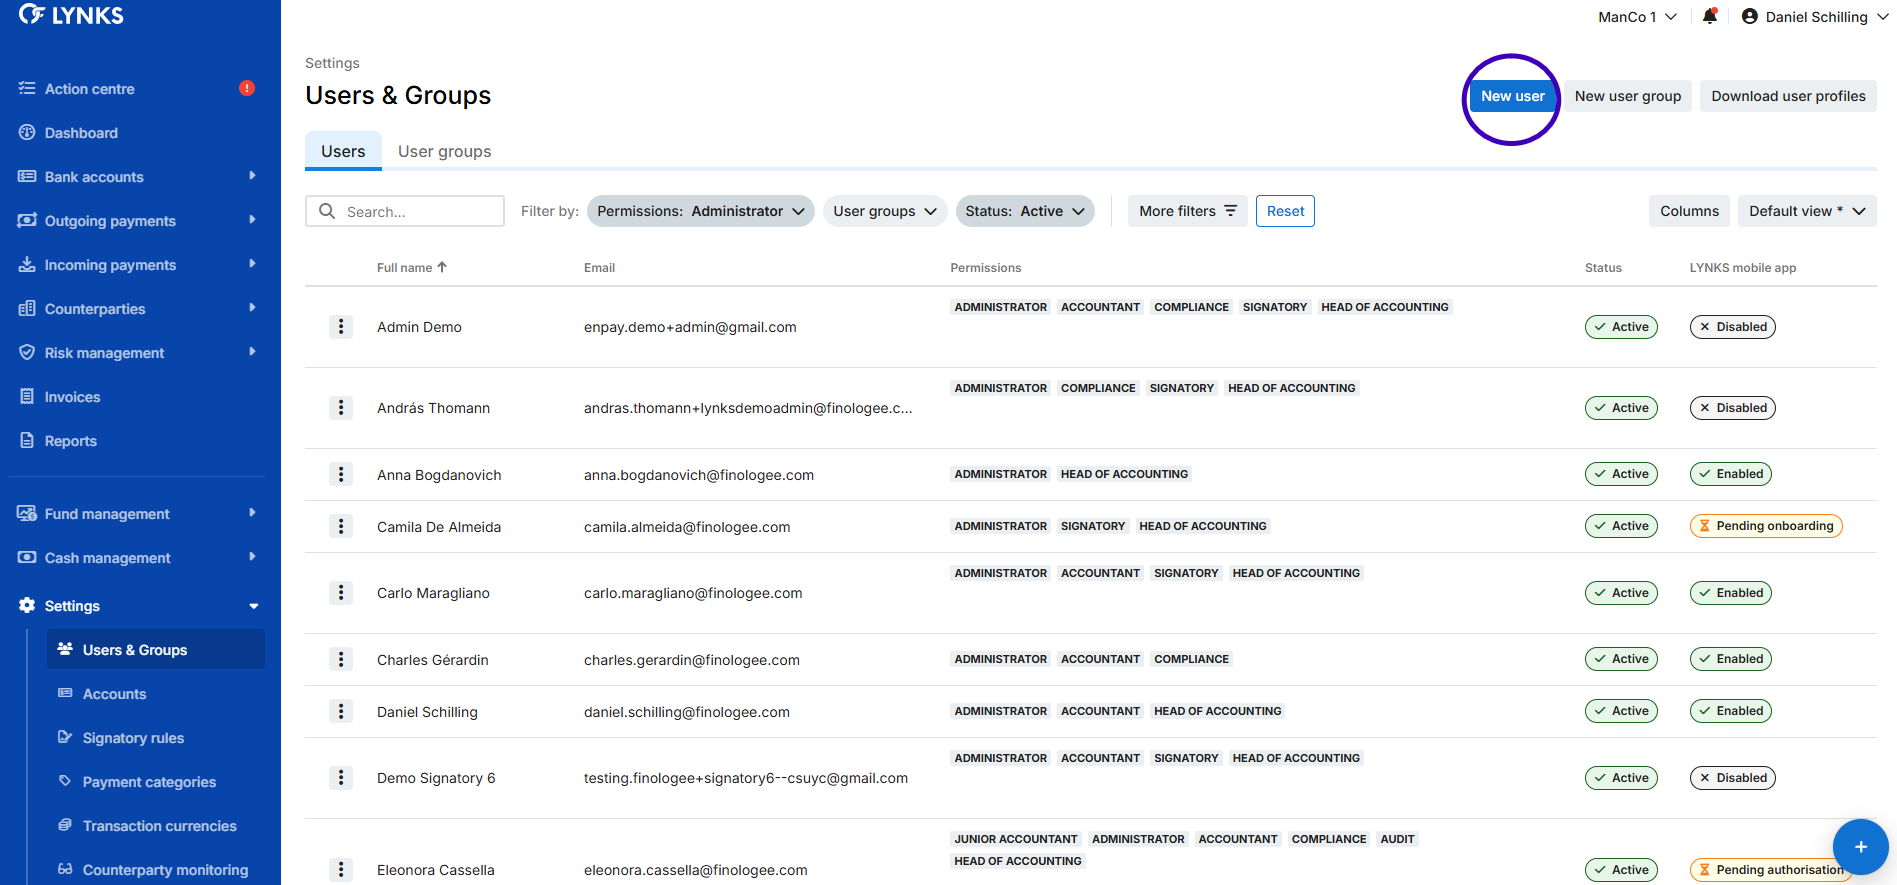 LYNKS
ManCo 1
Daniel Schilling
Action centre !
Dashboard
Bank accounts
Outgoing payments
Incoming payments
Counterparties
Risk management
Invoices
Reports
Fund management
Cash management
Settings
Users & Groups
Accounts
Signatory rules
Payment categories
Transaction currencies
Counterparty monitoring
Settings
Users & Groups
New user New user group Download user profiles
Users User groups
Search... Filter by: Permissions: Administrator User groups Status: Active More filters Reset Columns Default view *
Full name Email Permissions Status LYNKS mobile app
Admin Demo enpay.demo+admin@gmail.com ADMINISTRATOR ACCOUNTANT COMPLIANCE SIGNATORY HEAD OF ACCOUNTING Active Disabled
András Thomann andras.thomann+lynksdemoadmin@finologee.c... ADMINISTRATOR COMPLIANCE SIGNATORY HEAD OF ACCOUNTING Active Disabled
Anna Bogdanovich anna.bogdanovich@finologee.com ADMINISTRATOR HEAD OF ACCOUNTING Active Enabled
Camila De Almeida camila.almeida@finologee.com ADMINISTRATOR SIGNATORY HEAD OF ACCOUNTING Active Pending onboarding
Carlo Maragliano carlo.maragliano@finologee.com ADMINISTRATOR ACCOUNTANT SIGNATORY HEAD OF ACCOUNTING Active Enabled
Charles Gérardin charles.gerardin@finologee.com ADMINISTRATOR ACCOUNTANT COMPLIANCE Active Enabled
Daniel Schilling daniel.schilling@finologee.com ADMINISTRATOR ACCOUNTANT HEAD OF ACCOUNTING Active Enabled
Demo Signatory 6 testing.finologee+signatory6--csuyc@gmail.com ADMINISTRATOR ACCOUNTANT SIGNATORY HEAD OF ACCOUNTING Active Disabled
Eleonora Cassella eleonora.cassella@finologee.com JUNIOR ACCOUNTANT ADMINISTRATOR ACCOUNTANT COMPLIANCE AUDIT
HEAD OF ACCOUNTING Active Pending authorisation
+